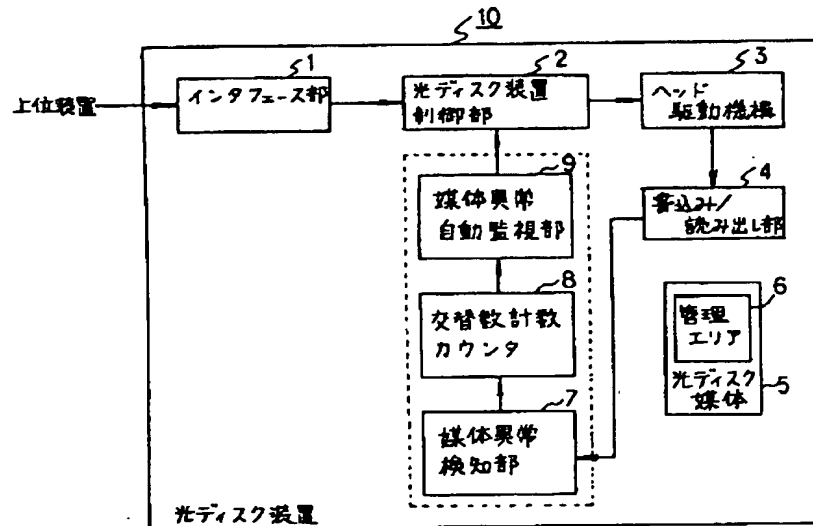 10
1
2
3
上位装置
インタフェース部
光ディスク装置
制御部
ヘッド
駆動機構
9
4
媒体異常
自動監視部
書込み/
読み出し部
8
6
交替数計数
カウンタ
管理
エリア
光ディスク
媒体
5
7
媒体異常
検知部
光ディスク装置